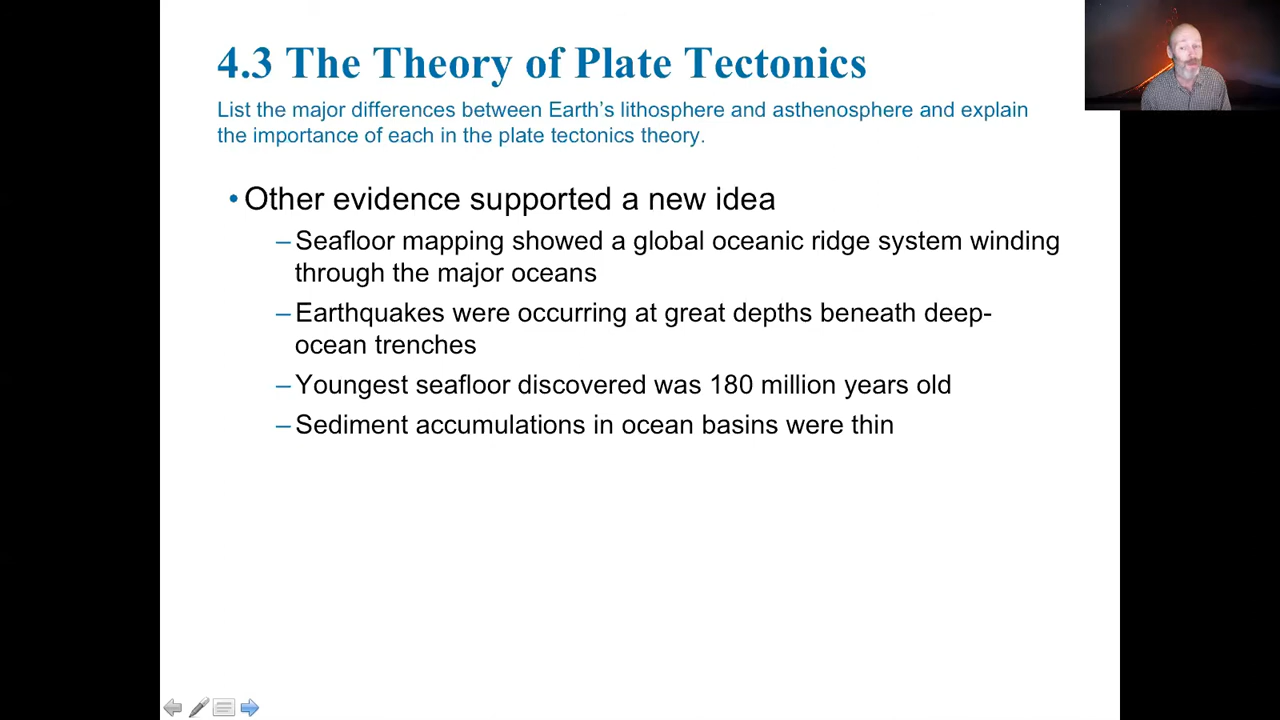 4.3 The Theory of Plate Tectonics
List the major differences between Earth's lithosphere and asthenosphere and explain
the importance of each in the plate tectonics theory.
• Other evidence supported a new idea
– Seafloor mapping showed a global oceanic ridge system winding
through the major oceans
– Earthquakes were occurring at great depths beneath deep-
ocean trenches
– Youngest seafloor discovered was 180 million years old
– Sediment accumulations in ocean basins were thin